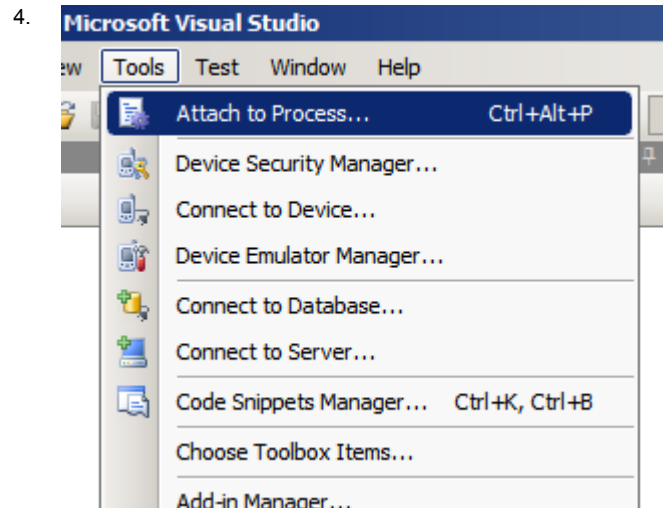 4.
Microsoft Visual Studio
ew Tools Test Window Help
Attach to Process... Ctrl+Alt+P
Device Security Manager...
Connect to Device...
Device Emulator Manager...
Connect to Database...
Connect to Server...
Code Snippets Manager... Ctrl+K, Ctrl+B
Choose Toolbox Items...
Add-in Manager...